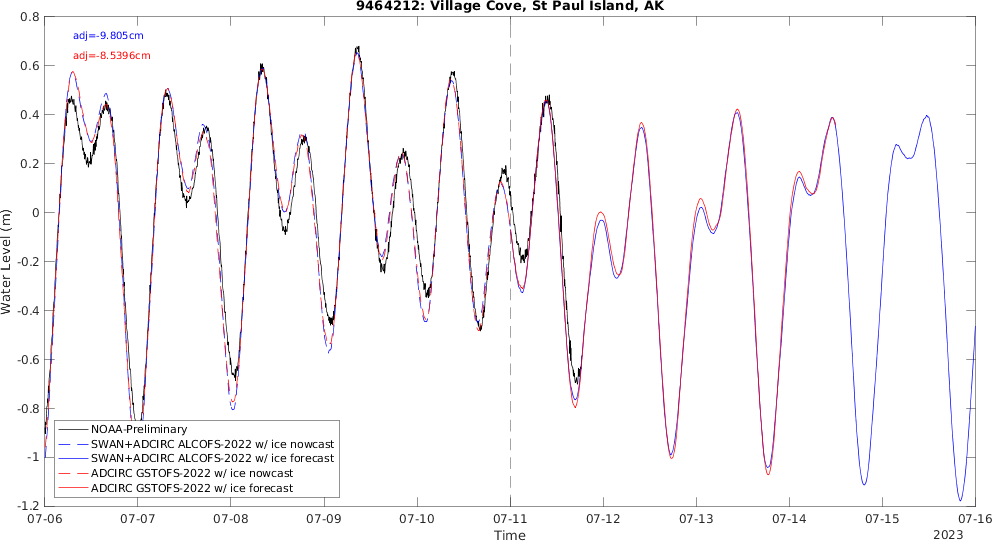 9464212: Village Cove, St Paul Island, AK
adj=-9.805cm
adj=-8.5396cm
Water Level (m)
0.8
0.6
0.4
0.2
0
-0.2
-0.4
-0.6
-0.8
-1
-1.2
NOAA-Preliminary
SWAN+ADCIRC ALCOFS-2022 w/ ice nowcast
SWAN+ADCIRC ALCOFS-2022 w/ ice forecast
ADCIRC GSTOFS-2022 w/ ice nowcast
ADCIRC GSTOFS-2022 w/ ice forecast
07-06 07-07 07-08 07-09 07-10 07-11 07-12 07-13 07-14 07-15 07-16
Time
2023